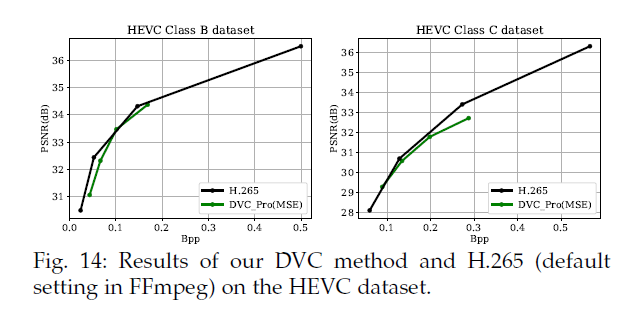 HEVC Class B dataset
36
35
34
33
32
31
PSNR(dB)
0.0 0.1 0.2 0.3 0.4 0.5
Bpp
H.265
DVC_Pro(MSE)
HEVC Class C dataset
36
35
34
33
32
31
30
29
28
PSNR(dB)
0.1 0.2 0.3 0.4 0.5
Bpp
H.265
DVC_Pro(MSE)
Fig. 14: Results of our DVC method and H.265 (default
setting in FFmpeg) on the HEVC dataset.